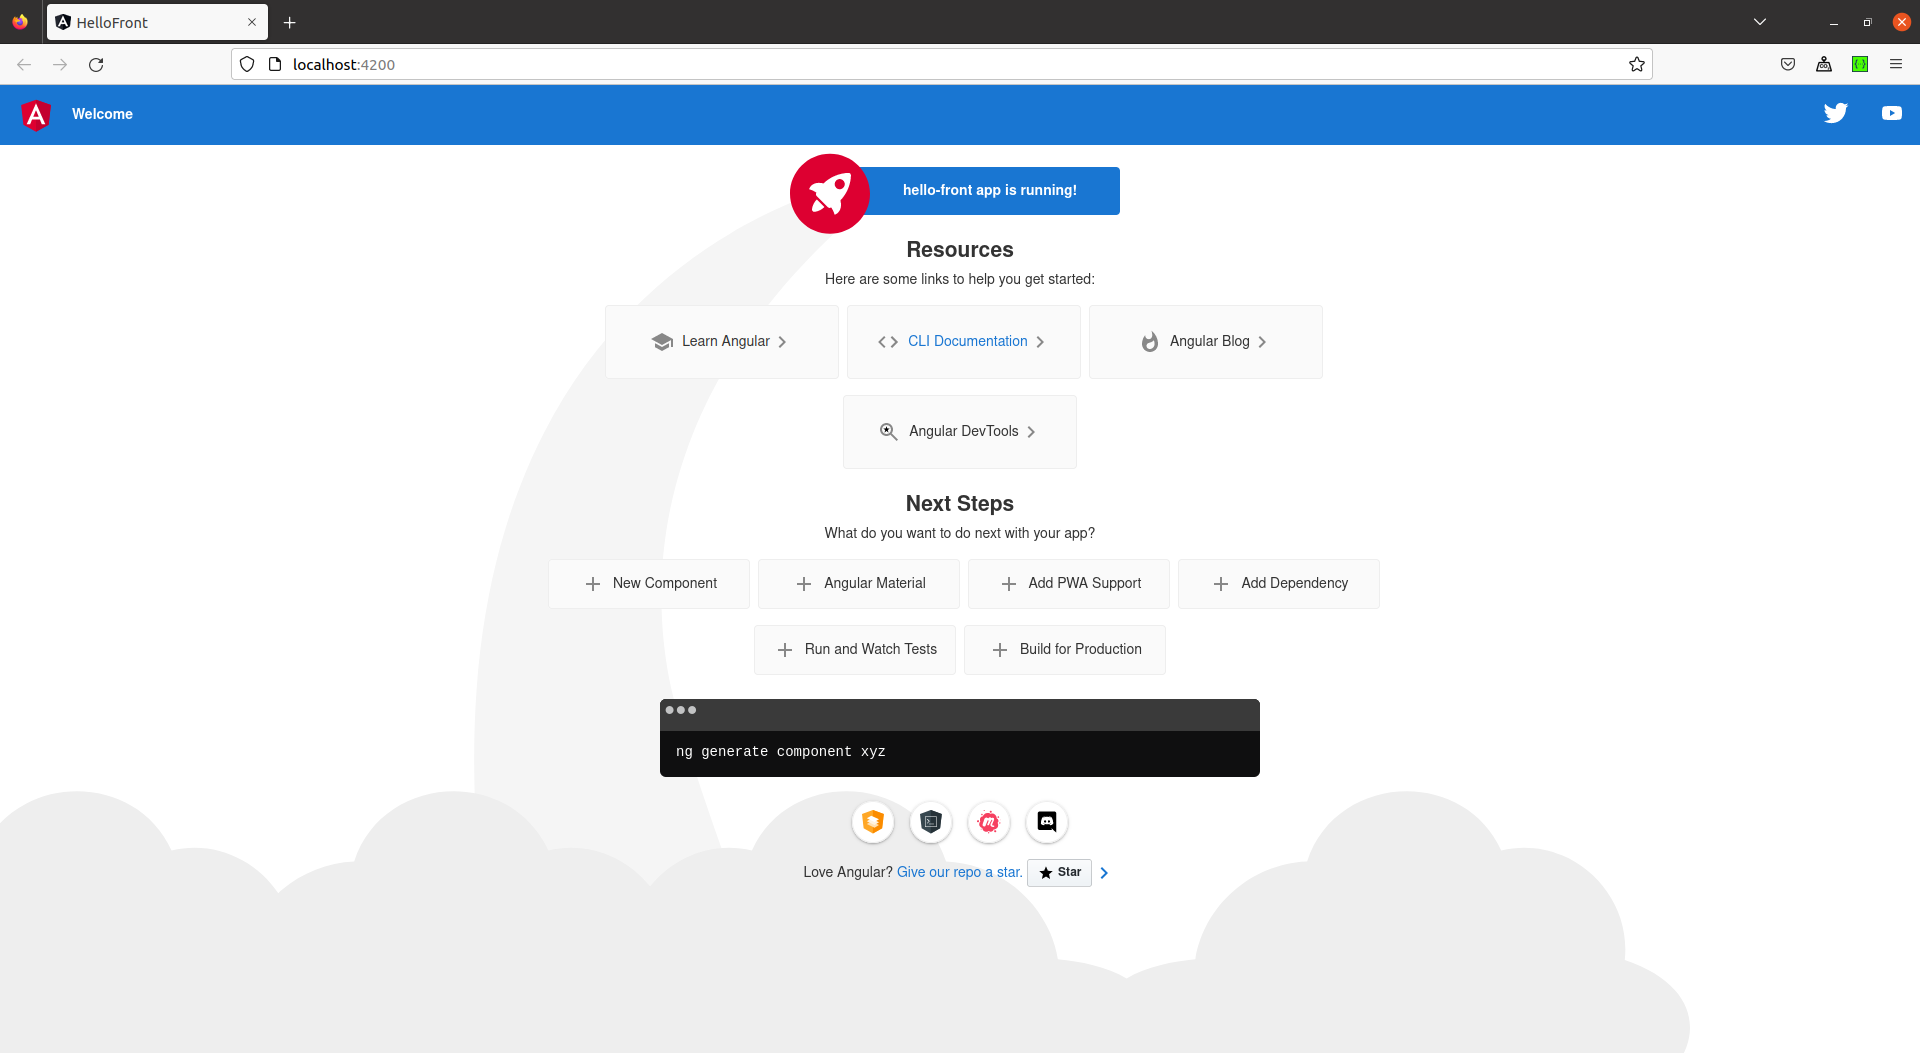 HelloFront
localhost:4200
Welcome
hello-front app is running!
Resources
Here are some links to help you get started:
Learn Angular
CLI Documentation
Angular Blog
Angular DevTools
Next Steps
What do you want to do next with your app?
New Component
Angular Material
Add PWA Support
Add Dependency
Run and Watch Tests
Build for Production
ng generate component xyz
Love Angular? Give our repo a star. Star